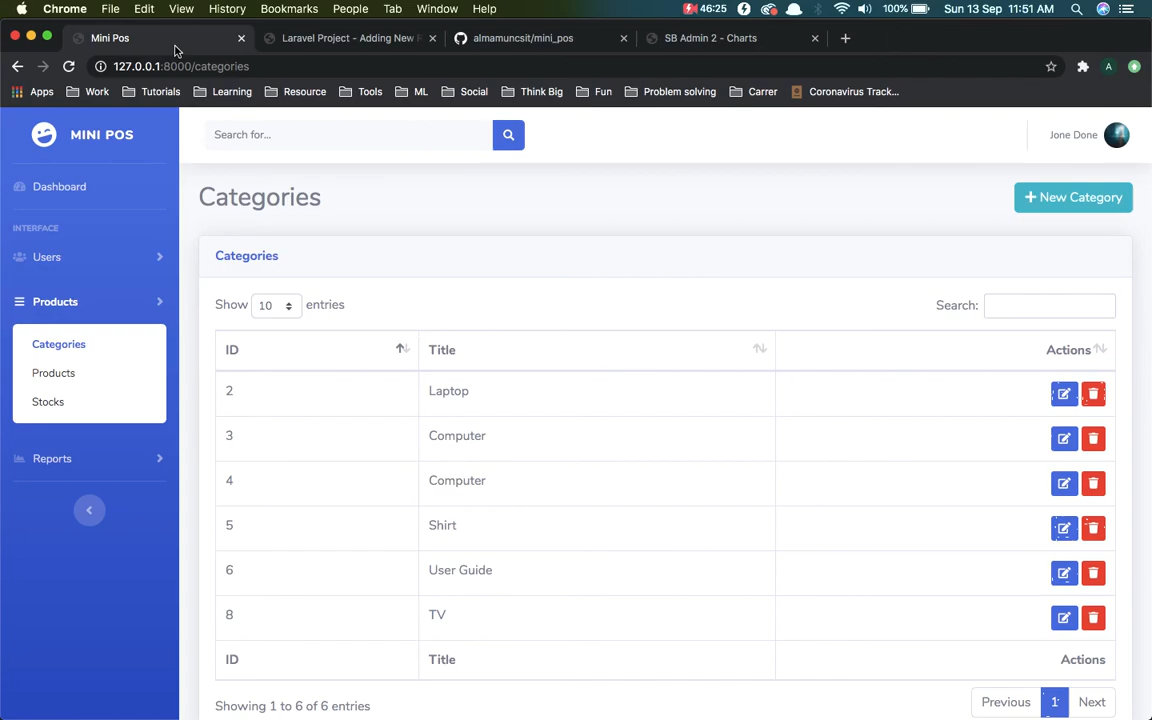 Chrome File Edit View History Bookmarks People Tab Window Help 46:25 100% Sun 13 Sep 11:51 AM
Mini Pos Laravel Project - Adding New almamuncsit/mini_pos SB Admin 2 - Charts
127.0.0.1:8000/categories A
Apps Work Tutorials Learning Resource Tools ML Social Think Big Fun Problem solving Carrer Coronavirus Track...
MINI POS
Search for...
Jone Done
Dashboard
INTERFACE
Users
Products
Categories
Products
Stocks
Reports
Categories
New Category
Categories
Show 10 entries
Search:
ID Title Actions
2 Laptop
3 Computer
4 Computer
5 Shirt
6 User Guide
8 TV
ID Title Actions
Showing 1 to 6 of 6 entries
Previous 1 Next